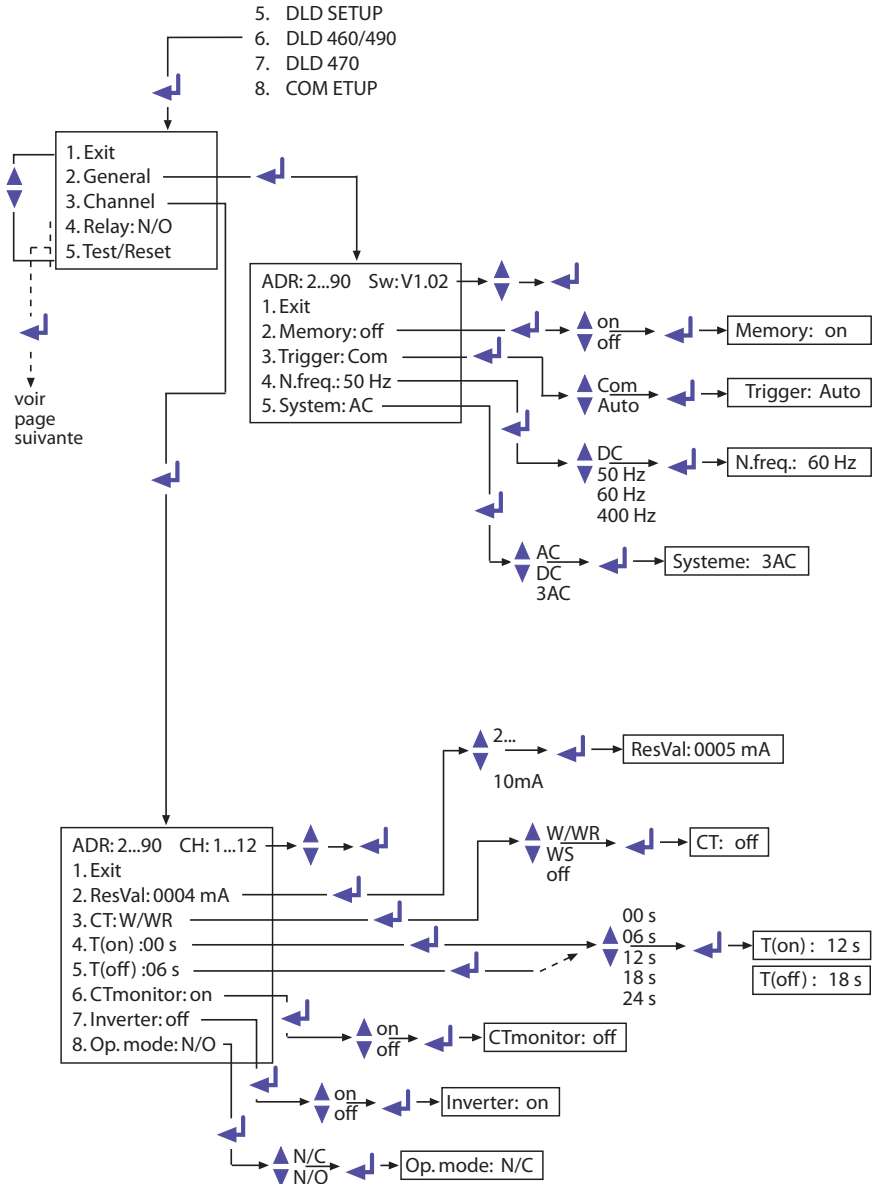 5. DLD SETUP
6. DLD 460/490
7. DLD 470
8. COM ETUP
1. Exit
2. General
3. Channel
4. Relay: N/O
5. Test/Reset
voir
page
suivante
ADR: 2...90 Sw: V1.02
1. Exit
2. Memory: off
3. Trigger: Com
4. N.freq.: 50 Hz
5. System: AC
on
off
Memory: on
Com
Auto
Trigger: Auto
DC
50 Hz
60 Hz
400 Hz
N.freq.: 60 Hz
AC
DC
3AC
Systeme: 3AC
ADR: 2...90 CH: 1...12
1. Exit
2. ResVal: 0004 mA
3. CT: W/WR
4. T(on) :00 s
5. T(off) :06 s
6. CTmonitor: on
7. Inverter: off
8. Op. mode: N/O
2...
10mA
ResVal: 0005 mA
W/WR
WS
off
CT: off
00 s
06 s
12 s
18 s
24 s
T(on) : 12 s
T(off) : 18 s
on
off
CTmonitor: off
on
off
Inverter: on
N/C
N/O
Op. mode: N/C